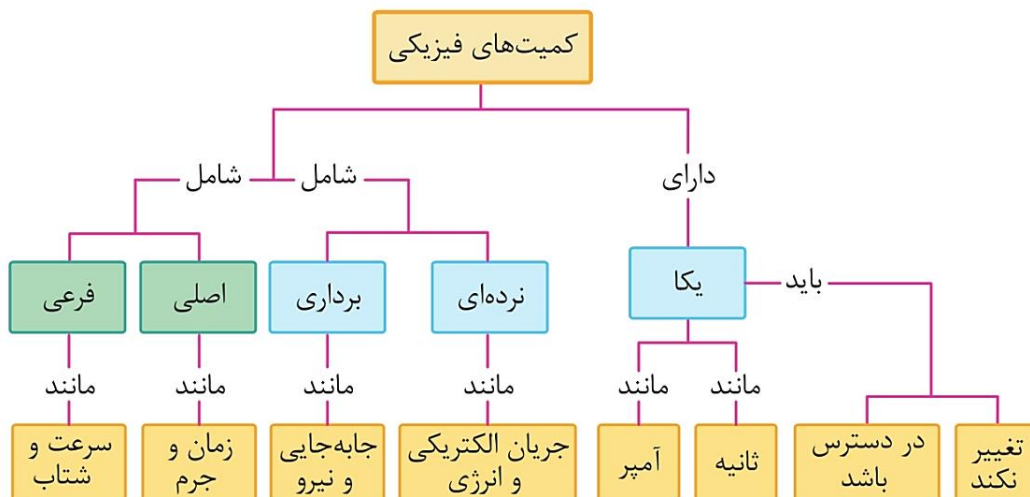 کمیت‌های فیزیکی
دارای
شامل
شامل
یکا
باید
نرده‌ای
برداری
اصلی
فرعی
مانند
مانند
مانند
مانند
مانند
مانند
تغییر
نکند
در دسترس
باشد
ثانیه
آمپر
جریان الکتریکی
و انرژی
جابه‌جایی
و نیرو
زمان و
جرم
سرعت و
شتاب